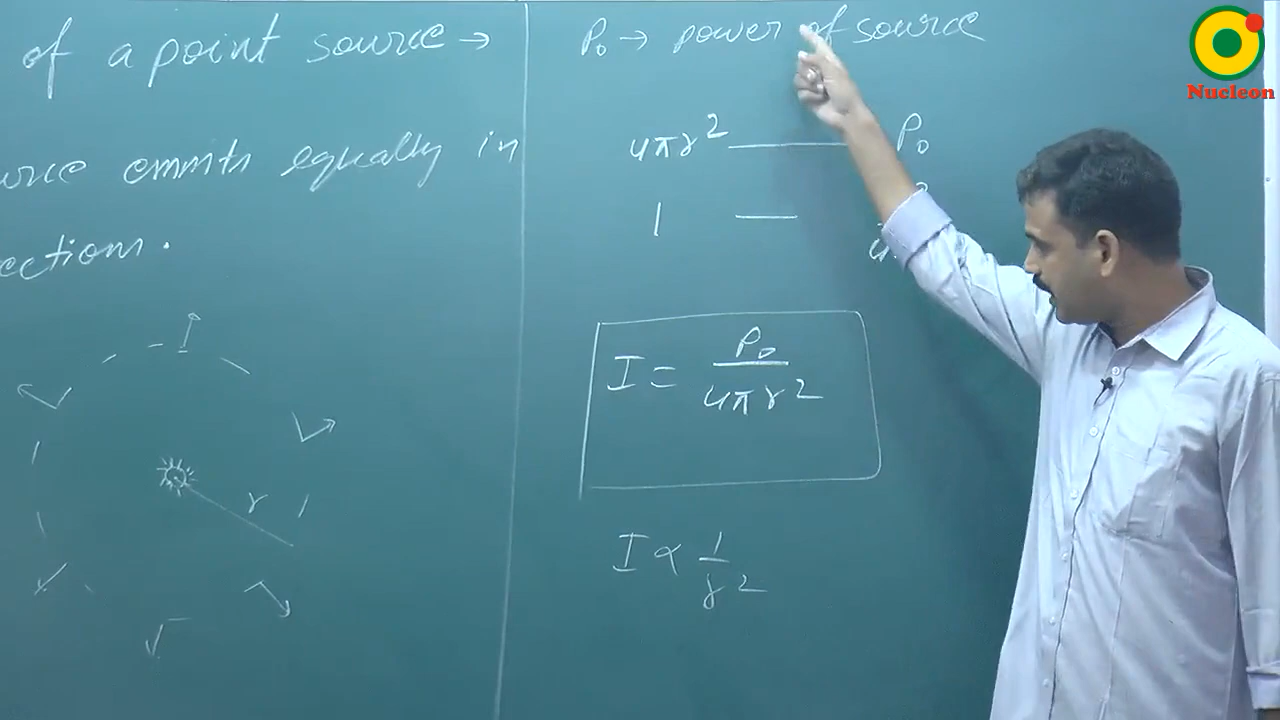 of a point source →
urce emmits equally in
ections.
r
P₀ → power of source
4πr² —— P₀
1 —
I = P₀ / 4πr²
I ∝ 1 / r²
Nucleon